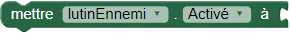 mettre lutinEnnemi . Activé à